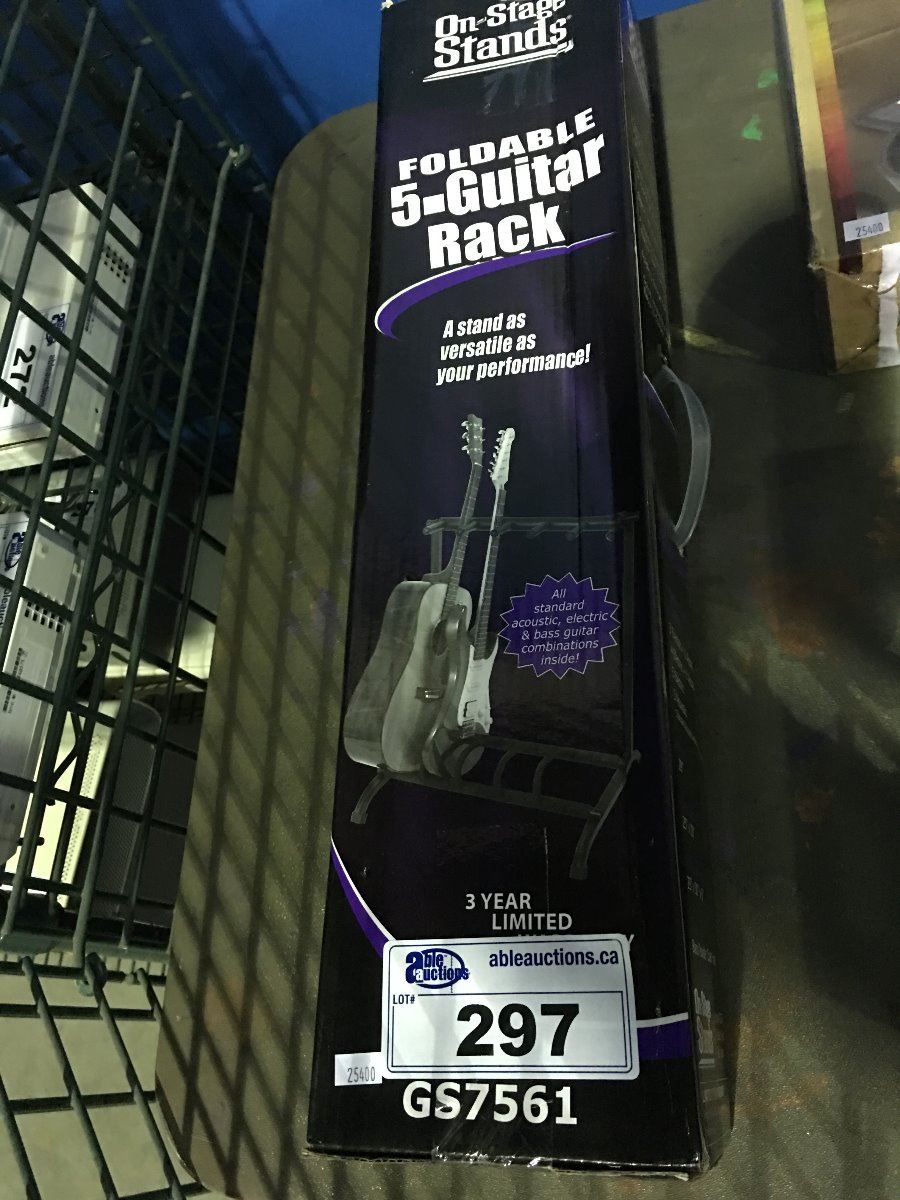 On-Stage
Stands
FOLDABLE
5-Guitar
Rack
A stand as
versatile as
your performance!
All
standard
acoustic, electric
& bass guitar
combinations
inside!
3 YEAR
LIMITED
able
auctions
ableauctions.ca
LOT#
297
25400
GS7561
25400